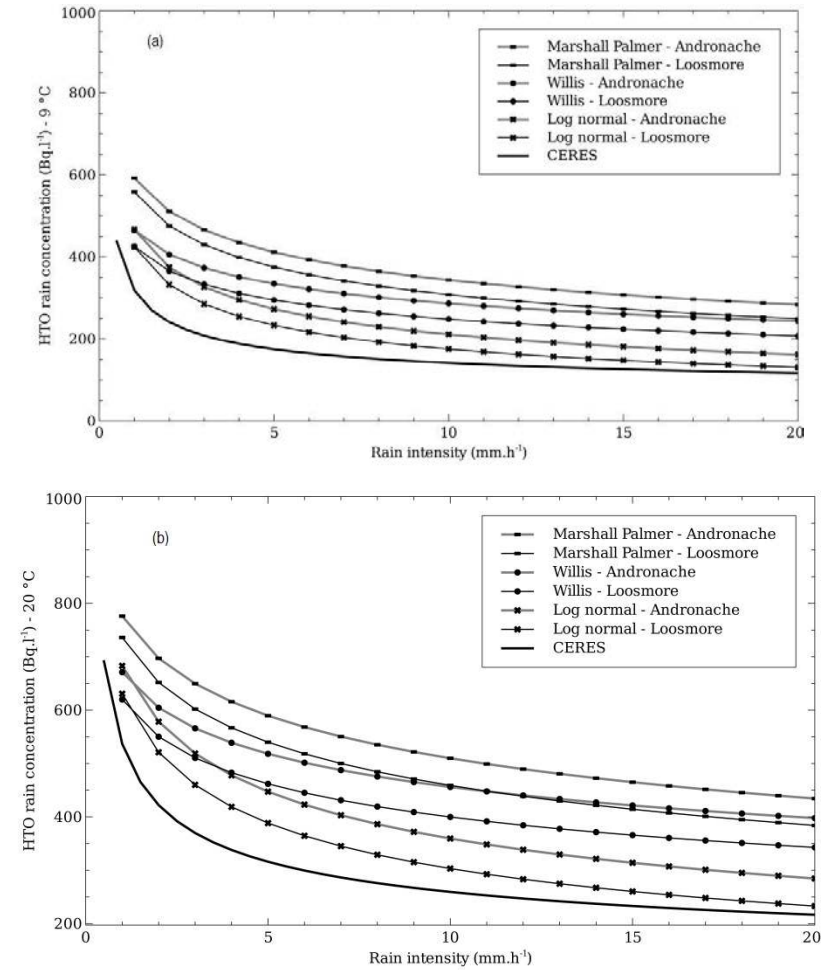 1000
(a)
Marshall Palmer - Andronache
Marshall Palmer - Loosmore
Willis - Andronache
Willis - Loosmore
Log normal - Andronache
Log normal - Loosmore
CERES
800
600
400
200
0
HTO rain concentration (Bq.l⁻¹) - 9 °C
0 5 10 15 20
Rain intensity (mm.h⁻¹)
1000
(b)
Marshall Palmer - Andronache
Marshall Palmer - Loosmore
Willis - Andronache
Willis - Loosmore
Log normal - Andronache
Log normal - Loosmore
CERES
800
600
400
200
HTO rain concentration (Bq.l⁻¹) - 20 °C
0 5 10 15 20
Rain intensity (mm.h⁻¹)